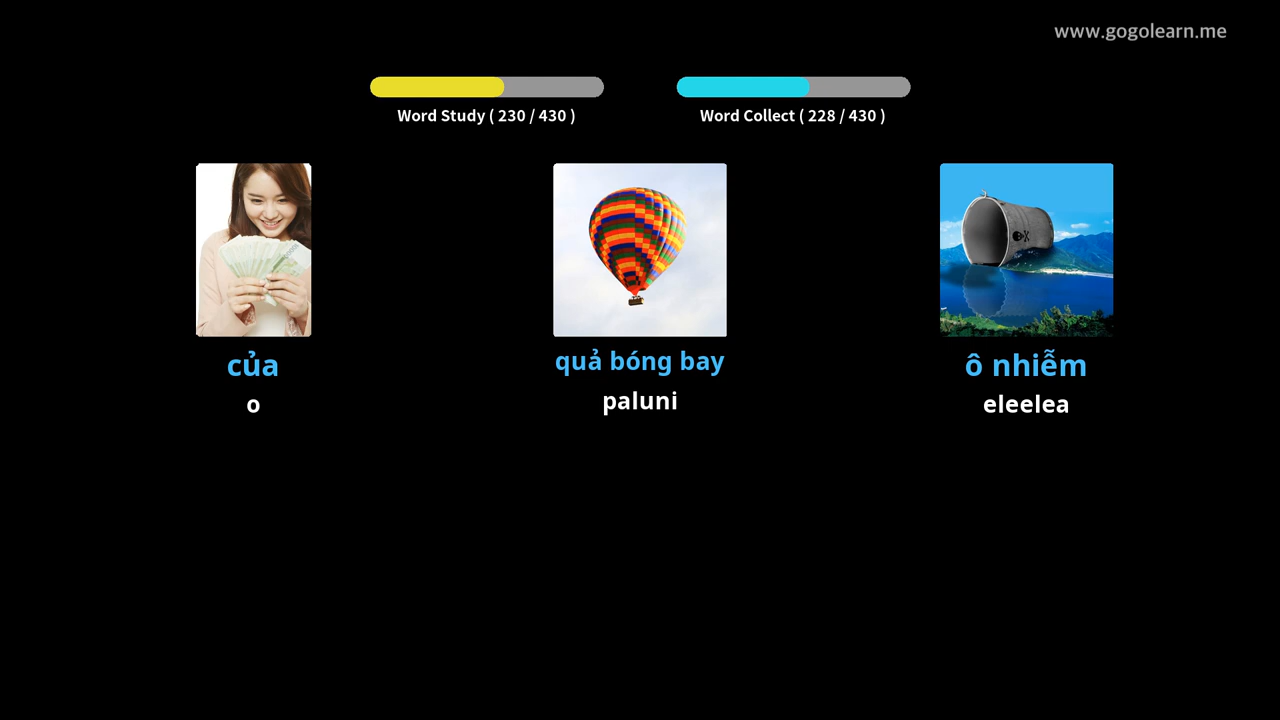 www.gogolearn.me
Word Study ( 230 / 430 )
Word Collect ( 228 / 430 )
của
quả bóng bay
ô nhiễm
o
paluni
eleelea